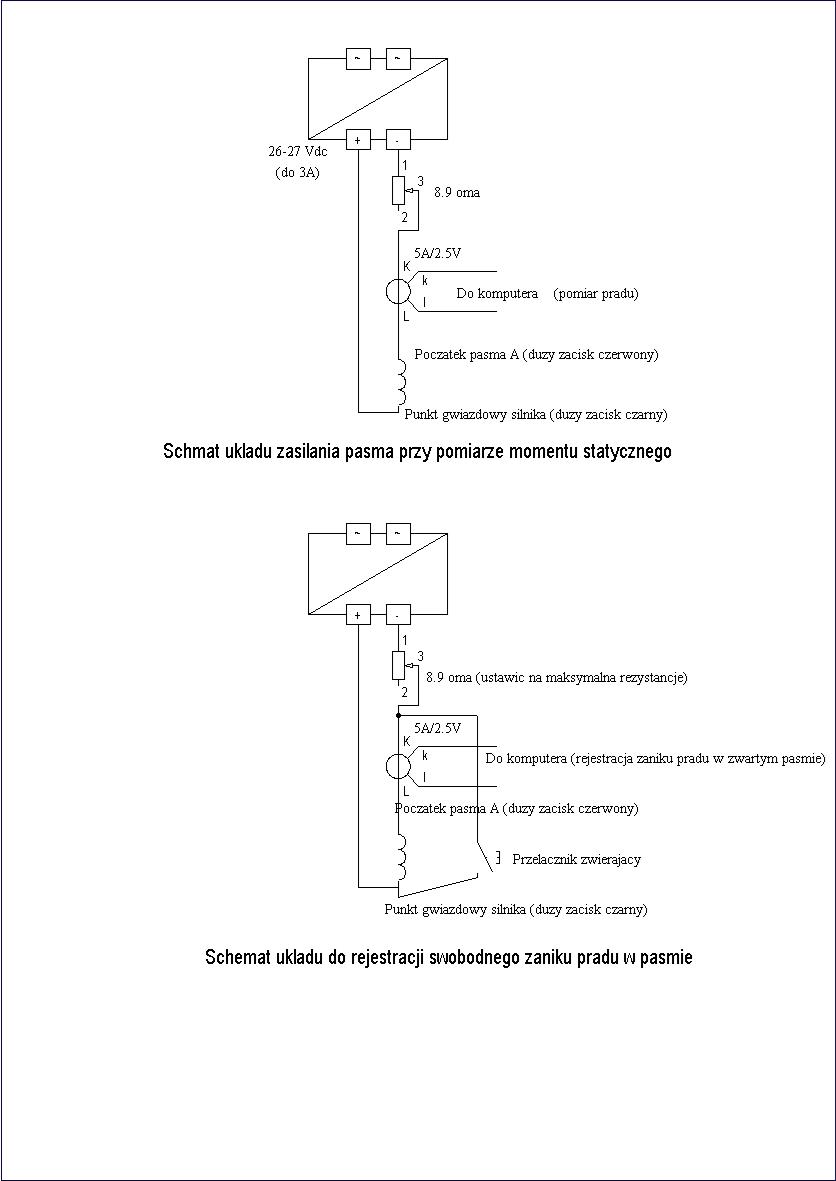 ~ ~
+ -
26-27 Vdc
(do 3A)
1
3
8.9 oma
2
5A/2.5V
K
k
Do komputera (pomiar pradu)
l
L
Poczatek pasma A (duzy zacisk czerwony)
Punkt gwiazdowy silnika (duzy zacisk czarny)
Schmat ukladu zasilania pasma przy pomiarze momentu statycznego
~ ~
+ -
1
3
8.9 oma (ustawic na maksymalna rezystancje)
2
5A/2.5V
K
k
Do komputera (rejestracja zaniku pradu w zwartym pasmie)
l
L
Poczatek pasma A (duzy zacisk czerwony)
Przelacznik zwierajacy
Punkt gwiazdowy silnika (duzy zacisk czarny)
Schemat ukladu do rejestracji swobodnego zaniku pradu w pasmie